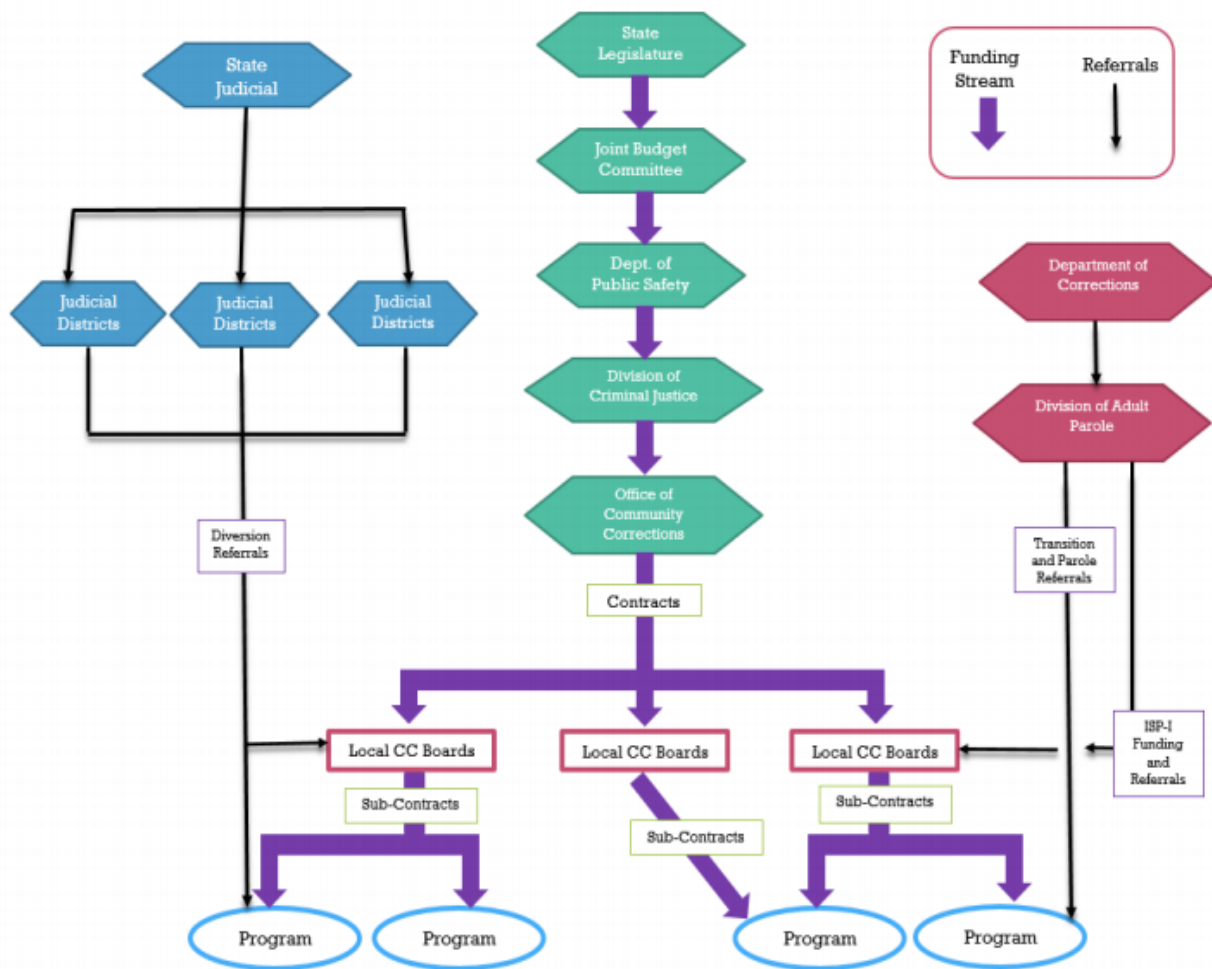 State
Judicial
State
Legislature
Funding
Stream
Referrals
Joint Budget
Committee
Dept. of
Public Safety
Department of
Corrections
Judicial
Districts
Judicial
Districts
Judicial
Districts
Division of
Criminal Justice
Division of Adult
Parole
Office of
Community
Corrections
Diversion
Referrals
Transition
and Parole
Referrals
Contracts
Local CC Boards
Local CC Boards
Local CC Boards
ISP-I
Funding
and
Referrals
Sub-Contracts
Sub-Contracts
Sub-Contracts
Program
Program
Program
Program